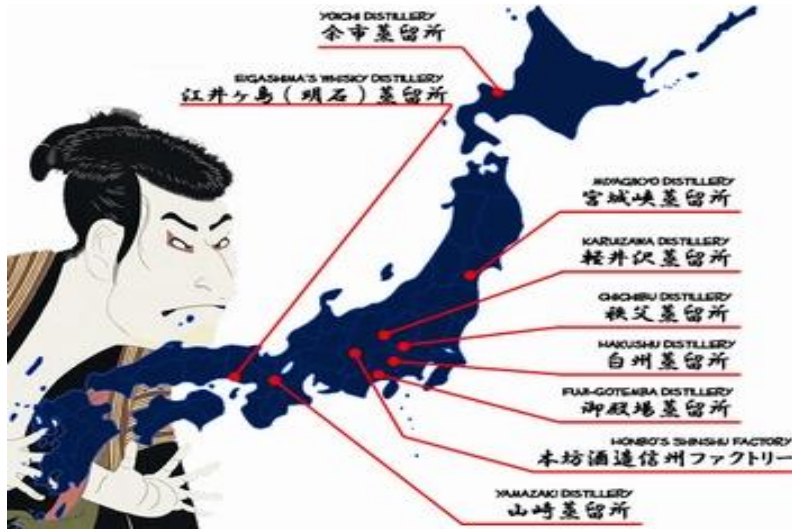 YOICHI DISTILLERY
余市蒸留所
EIGASHIMA'S WHISKY DISTILLERY
江井ヶ島(明石)蒸留所
MIYAGIKYO DISTILLERY
宮城峡蒸留所
KARUIZAWA DISTILLERY
軽井沢蒸留所
CHICHIBU DISTILLERY
秩父蒸留所
HAKUSHU DISTILLERY
白州蒸留所
FUJI-GOTEMBA DISTILLERY
御殿場蒸留所
HONBO'S SHINSHU FACTORY
本坊酒造信州ファクトリー
YAMAZAKI DISTILLERY
山崎蒸留所